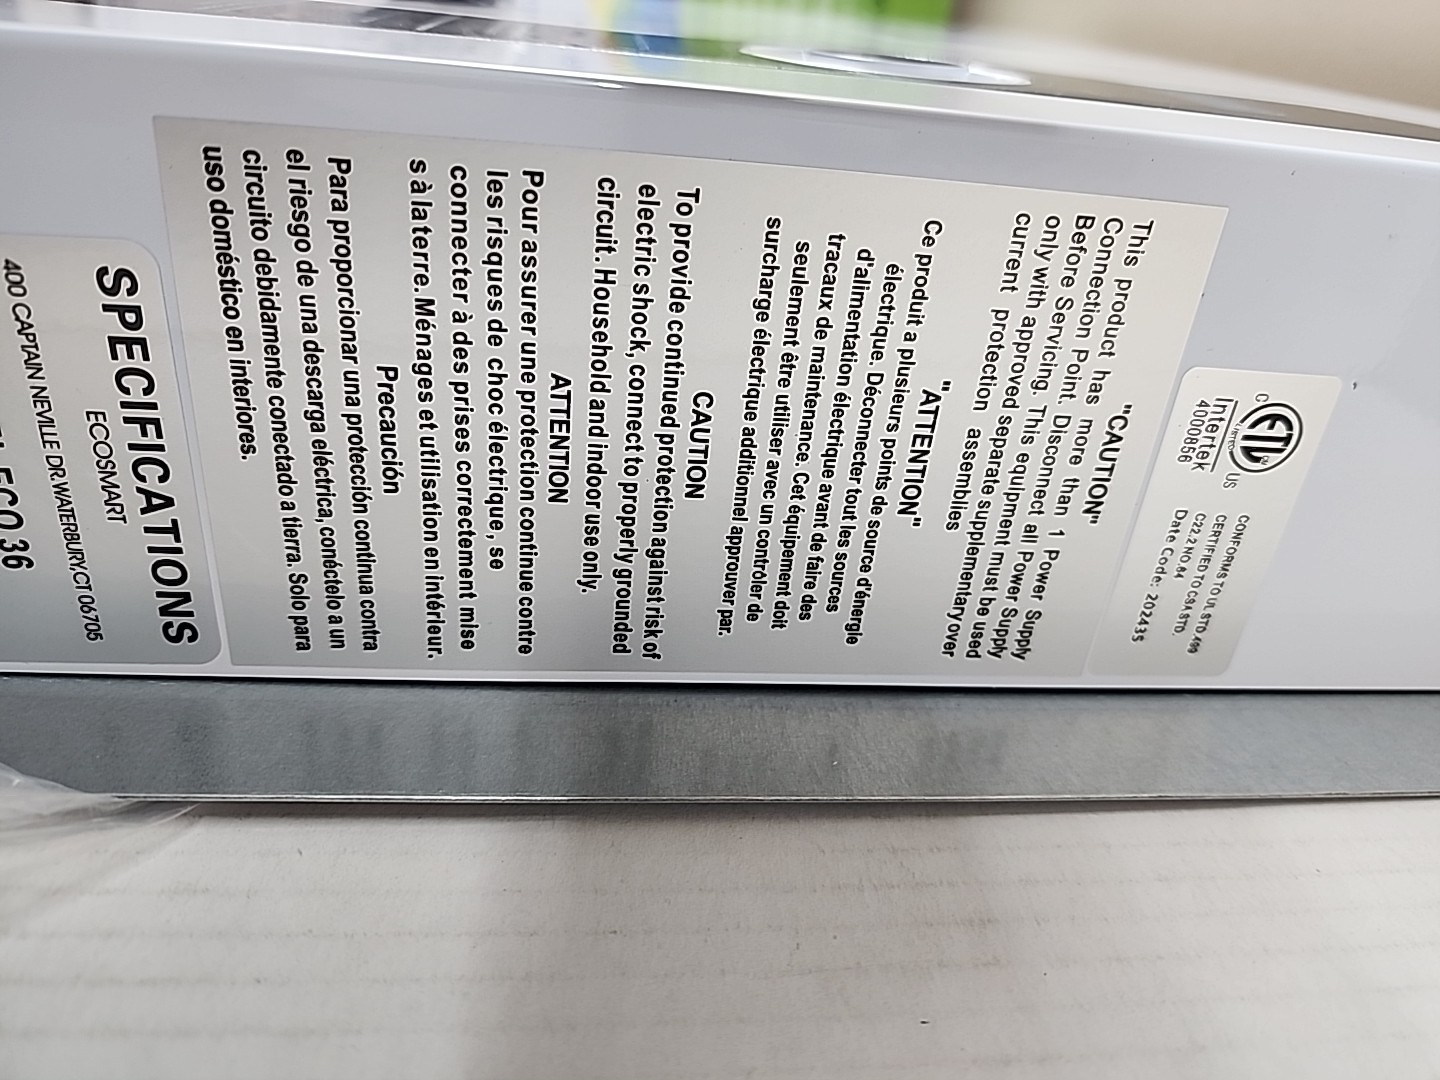 C ETL CM US
LISTED
Intertek
4000856
CONFORMS TO UL STD.499
CERTIFIED TO CSA STD.
C22.2 NO.64
Date Code: 202435
"CAUTION"
This product has more than 1 Power Supply
Connection Point, Disconnect all Power Supply
Before Servicing. This equipment must be used
only with approved separate supplementary over
current protection assemblies
"ATTENTION"
Ce produit a plusieurs points de source d'énergie
électrique. Déconnecter tout les sources
d'alimentation électrique avant de faire des
tracaux de maintenance. Cet équipement doit
seulement être utiliser avec un contrôler de
surcharge électrique additionnel approuver par.
CAUTION
To provide continued protection against risk of
electric shock, connect to properly grounded
circuit. Household and indoor use only.
ATTENTION
Pour assurer une protection continue contre
les risques de choc électrique, se
connecter à des prises correctement mise
s à la terre. Ménages et utilisation en intérieur.
Precaución
Para proporcionar una protección continua contra
el riesgo de una descarga eléctrica, conéctelo a un
circuito debidamente conectado a tierra. Solo para
uso doméstico en interiores.
SPECIFICATIONS
ECOSMART
400 CAPTAIN NEVILLE DR.WATERBURY,CT 06705
ECO 36